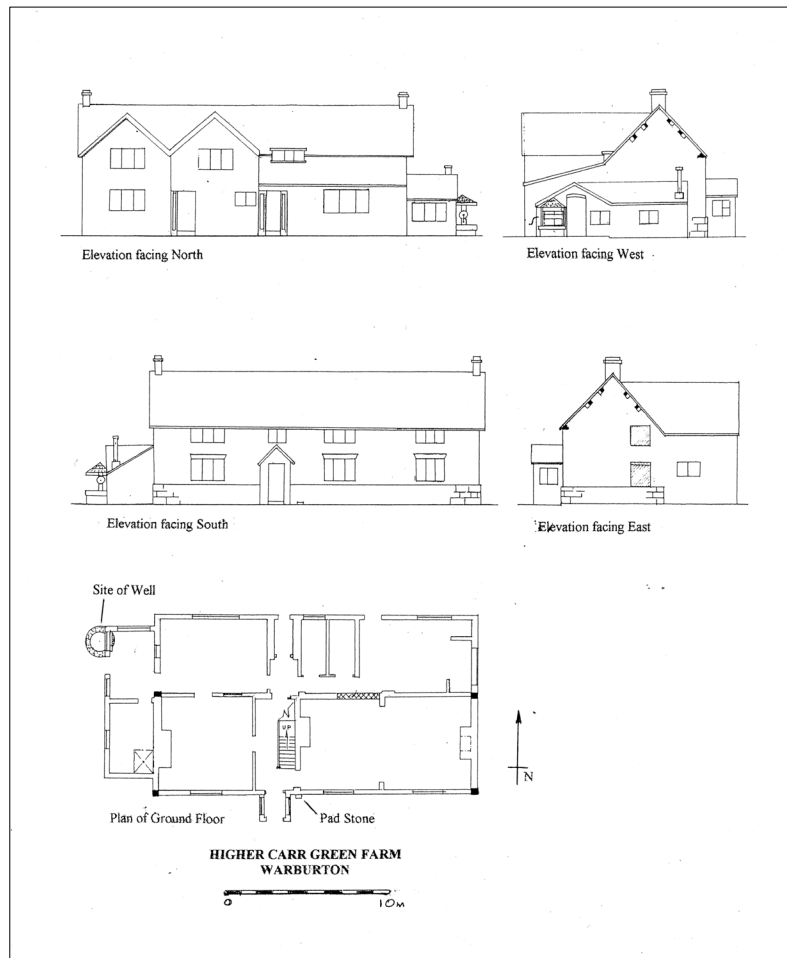 Elevation facing North
Elevation facing West
Elevation facing South
Elevation facing East
Site of Well
UP
N
Plan of Ground Floor
Pad Stone
HIGHER CARR GREEN FARM
WARBURTON
0 10M